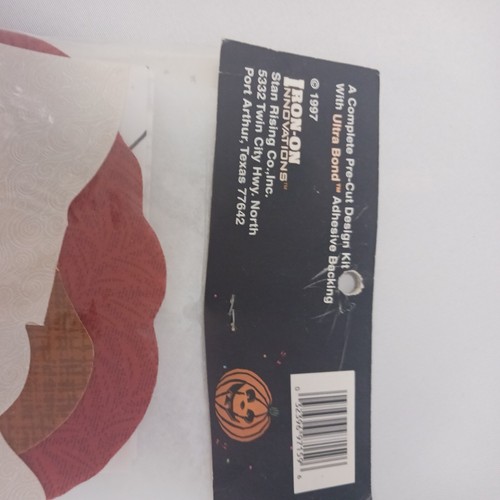 A Complete Pre-Cut Design Kit
With Ultra Bond™ Adhesive Backing
© 1997
IRON-ON
INNOVATIONS™
Stan Rising Co.,Inc.
5332 Twin City Hwy. North
Port Arthur, Texas 77642